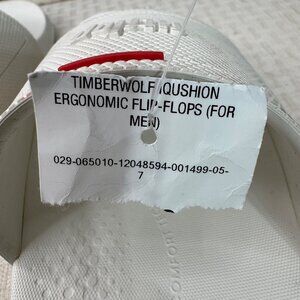 TIMBERWOLF IQUSHION
ERGONOMIC FLIP-FLOPS (FOR
MEN)
029-065010-12048594-001499-05-
7